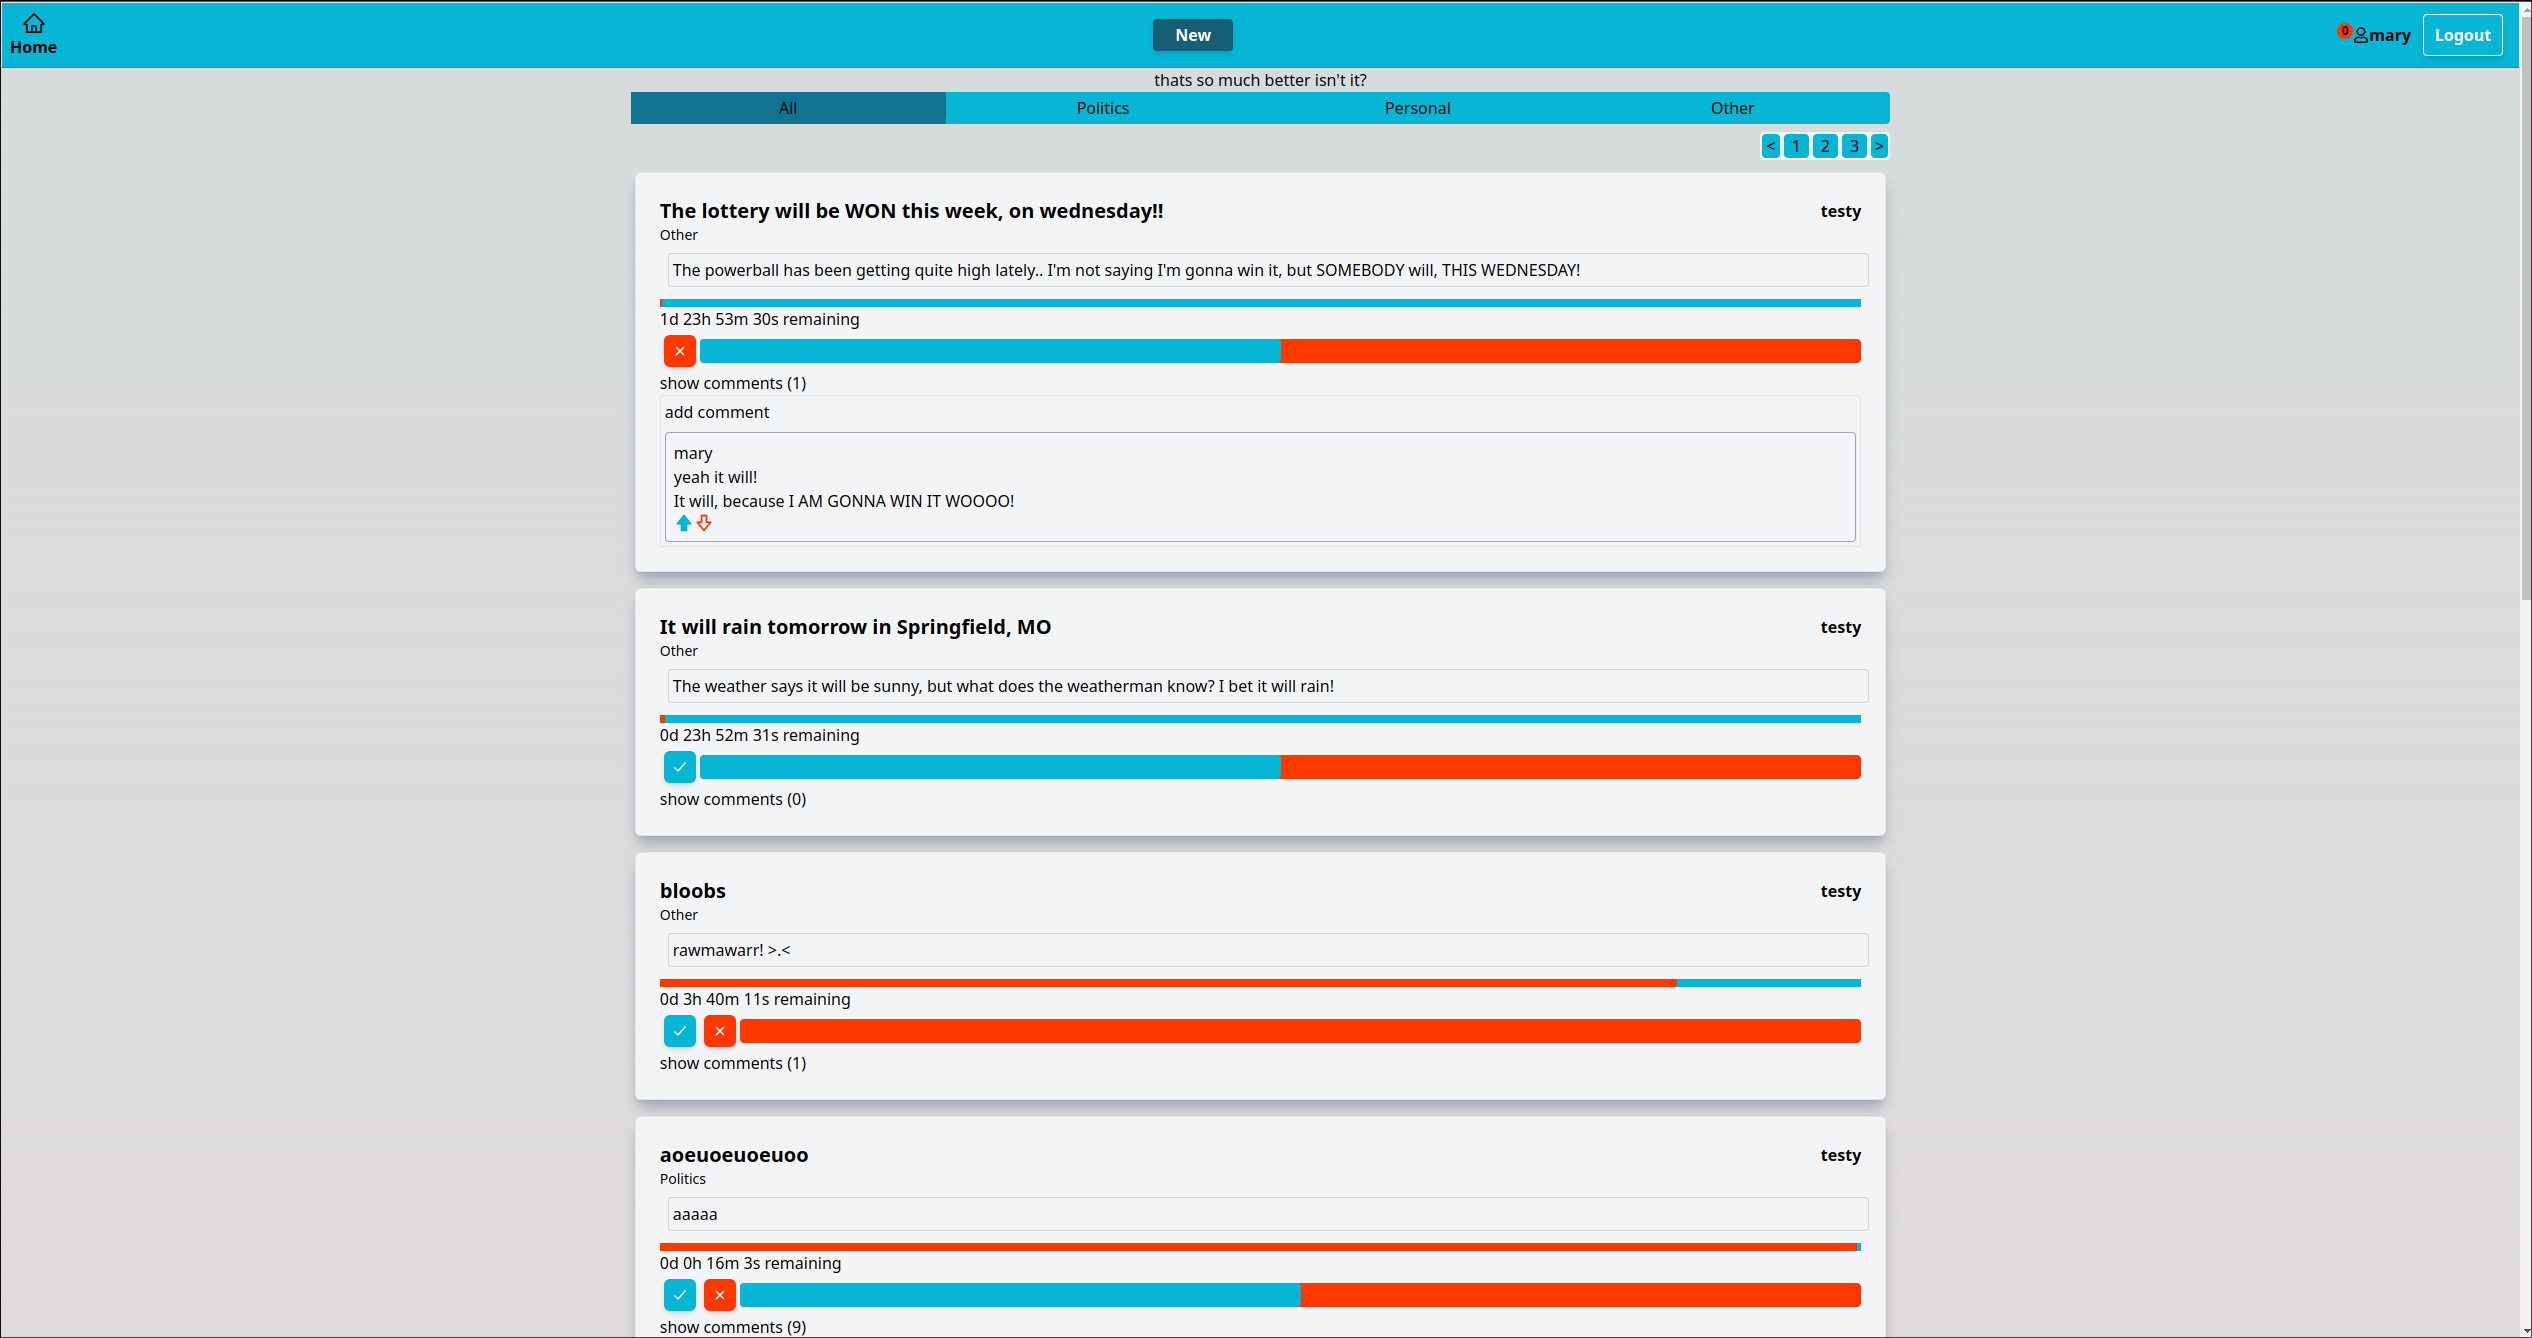 Home
New
0
mary
Logout
thats so much better isn't it?
All
Politics
Personal
Other
< 1 2 3 >
The lottery will be WON this week, on wednesday!!
testy
Other
The powerball has been getting quite high lately.. I'm not saying I'm gonna win it, but SOMEBODY will, THIS WEDNESDAY!
1d 23h 53m 30s remaining
show comments (1)
add comment
mary
yeah it will!
It will, because I AM GONNA WIN IT WOOOO!
It will rain tomorrow in Springfield, MO
testy
Other
The weather says it will be sunny, but what does the weatherman know? I bet it will rain!
0d 23h 52m 31s remaining
show comments (0)
bloobs
testy
Other
rawmawarr! >.<
0d 3h 40m 11s remaining
show comments (1)
aoeuoeuoeuoo
testy
Politics
aaaaa
0d 0h 16m 3s remaining
show comments (9)